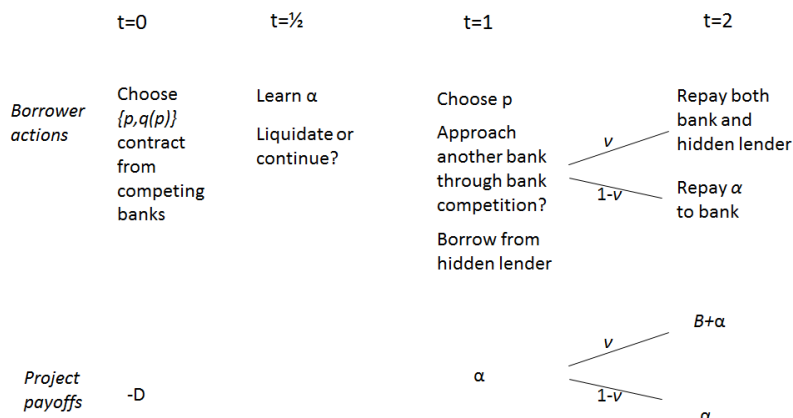 t=0 t=½ t=1 t=2
Borrower
actions
Choose
{p,q(p)}
contract
from
competing
banks
Learn α
Liquidate or
continue?
Choose p
Approach
another bank
through bank
competition?
Borrow from
hidden lender
v
1-v
Repay both
bank and
hidden lender
Repay α
to bank
Project
payoffs
-D
α
v
1-v
B+α
α